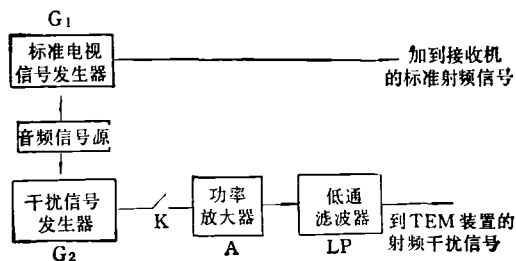 G₁
标准电视
信号发生器
加到接收机
的标准射频信号
音频信号源
干扰信号
发生器
G₂
K
功率
放大器
A
低通
滤波器
LP
到TEM装置的
射频干扰信号